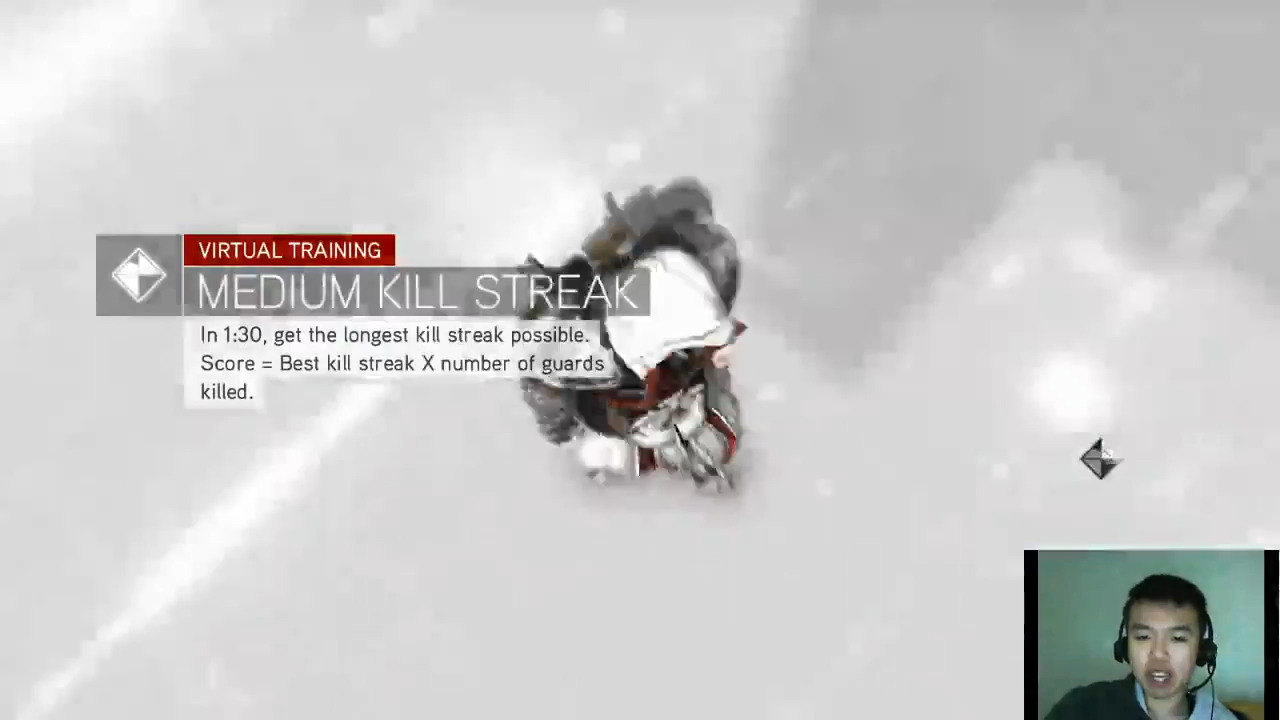 VIRTUAL TRAINING
MEDIUM KILL STREAK
In 1:30, get the longest kill streak possible.
Score = Best kill streak X number of guards
killed.